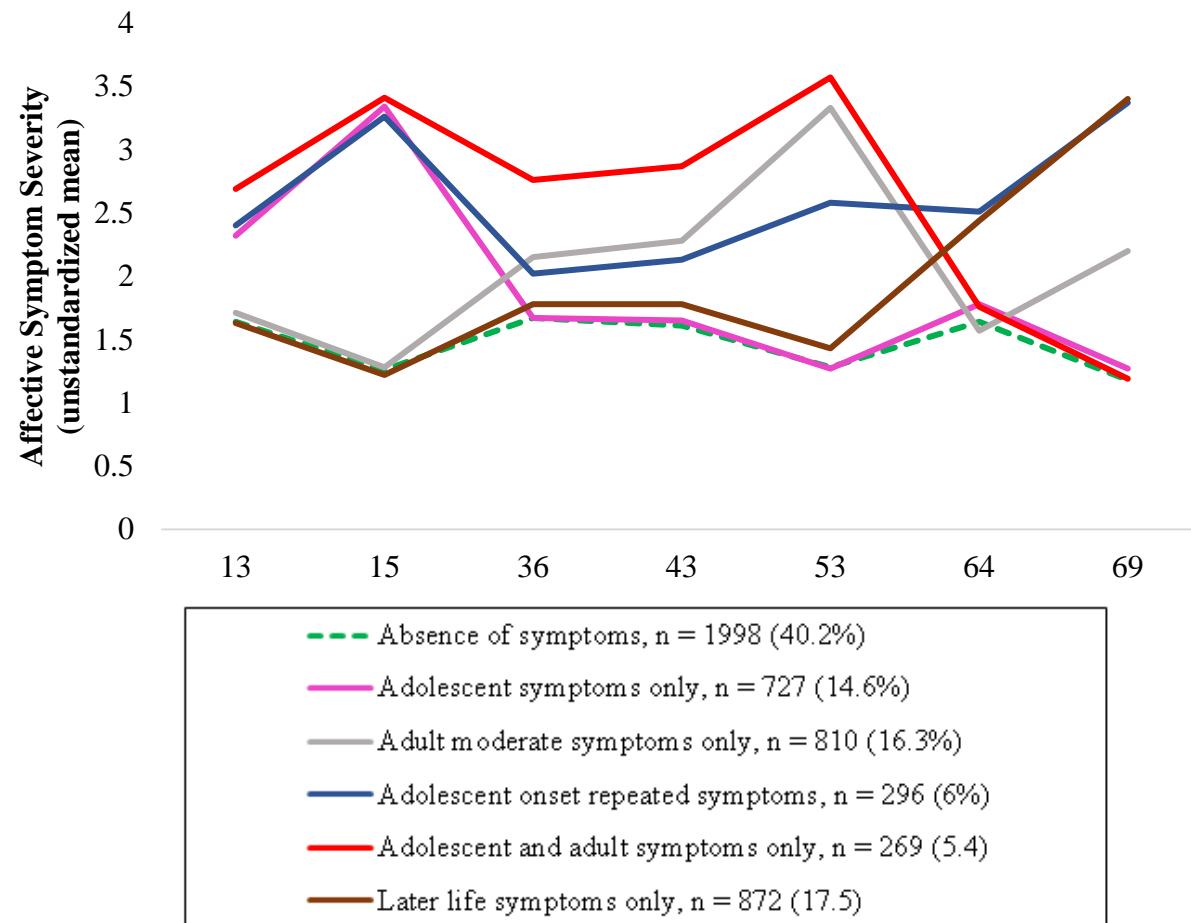 Affective Symptom Severity
(unstandardized mean)
4
3.5
3
2.5
2
1.5
1
0.5
0
13 15 36 43 53 64 69
Absence of symptoms, n = 1998 (40.2%)
Adolescent symptoms only, n = 727 (14.6%)
Adult moderate symptoms only, n = 810 (16.3%)
Adolescent onset repeated symptoms, n = 296 (6%)
Adolescent and adult symptoms only, n = 269 (5.4)
Later life symptoms only, n = 872 (17.5)